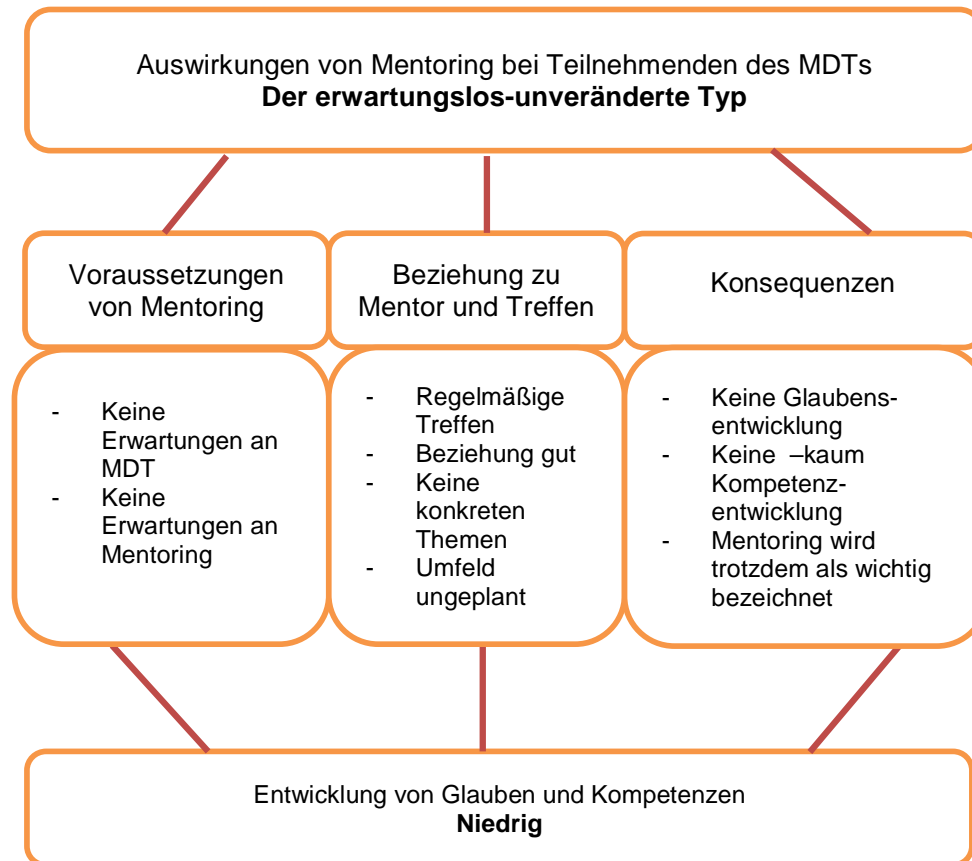 Auswirkungen von Mentoring bei Teilnehmenden des MDTs
Der erwartungslos-unveränderte Typ
Voraussetzungen
von Mentoring
Beziehung zu
Mentor und Treffen
Konsequenzen
- Keine
Erwartungen an
MDT
- Keine
Erwartungen an
Mentoring
- Regelmäßige
Treffen
- Beziehung gut
- Keine
konkreten
Themen
- Umfeld
ungeplant
- Keine Glaubens-
entwicklung
- Keine –kaum
Kompetenz-
entwicklung
- Mentoring wird
trotzdem als wichtig
bezeichnet
Entwicklung von Glauben und Kompetenzen
Niedrig